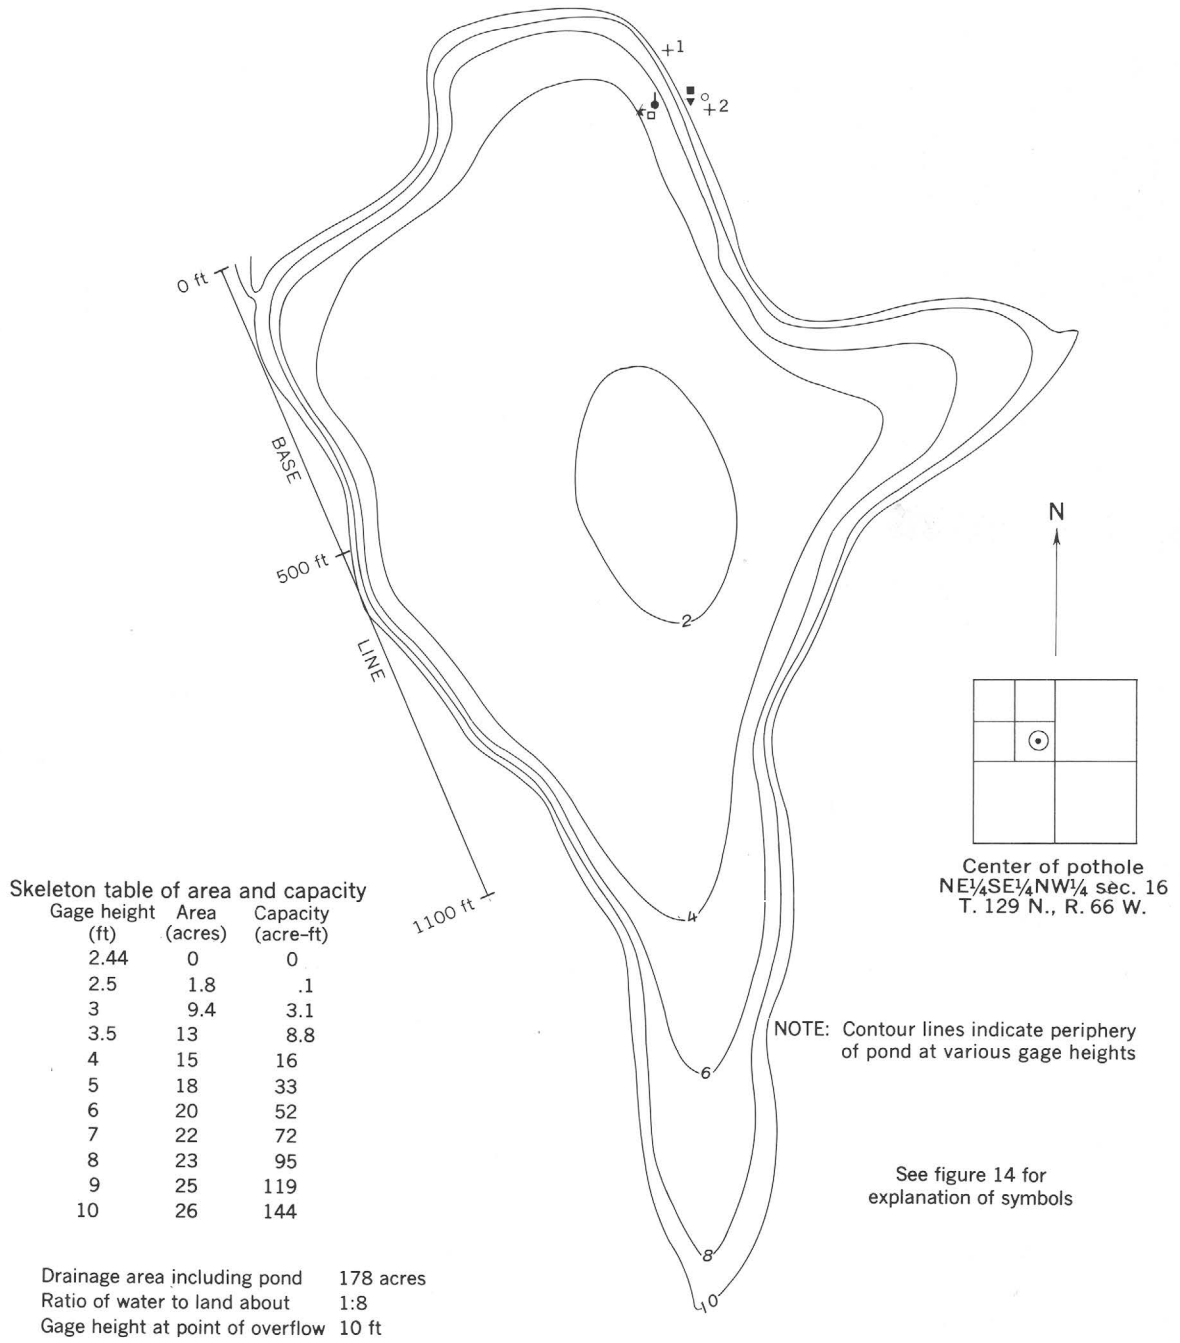 +1
+2
0 ft
BASE
500 ft
LINE
1100 ft
2
4
6
8
10
N
Center of pothole
NE¼SE¼NW¼ sec. 16
T. 129 N., R. 66 W.
Skeleton table of area and capacity
Gage height Area Capacity
(ft) (acres) (acre-ft)
2.44 0 0
2.5 1.8 .1
3 9.4 3.1
3.5 13 8.8
4 15 16
5 18 33
6 20 52
7 22 72
8 23 95
9 25 119
10 26 144
NOTE: Contour lines indicate periphery
of pond at various gage heights
See figure 14 for
explanation of symbols
Drainage area including pond 178 acres
Ratio of water to land about 1:8
Gage height at point of overflow 10 ft